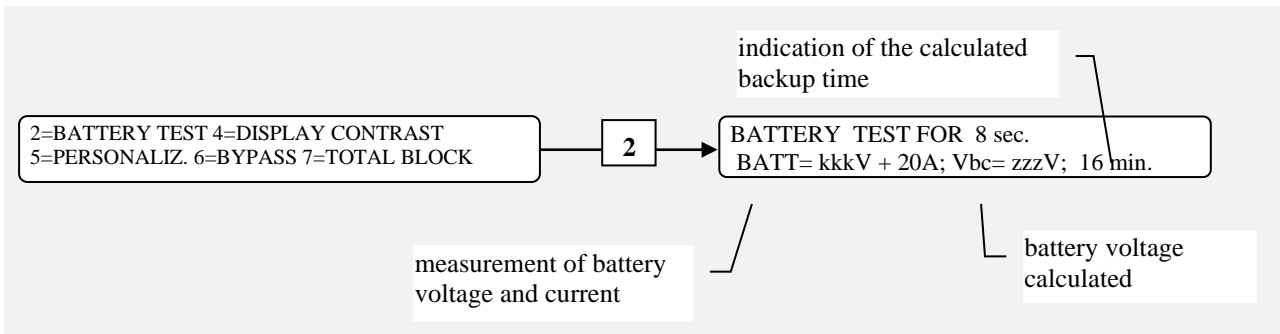 indication of the calculated
backup time
2=BATTERY TEST 4=DISPLAY CONTRAST
5=PERSONALIZ. 6=BYPASS 7=TOTAL BLOCK
2
BATTERY TEST FOR 8 sec.
BATT= kkkV + 20A; Vbc= zzzV; 16 min.
measurement of battery
voltage and current
battery voltage
calculated